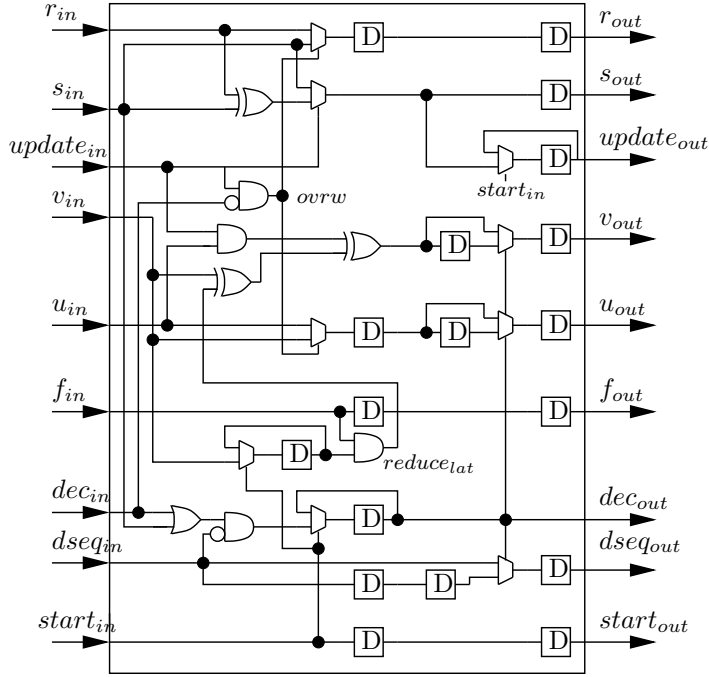 r_in D D r_out
s_in D s_out
update_in D update_out
start_in
v_in ovrw D D v_out
u_in D D D u_out
f_in D D f_out
D reduce_lat
dec_in D dec_out
dseq_in D D D dseq_out
start_in D D start_out